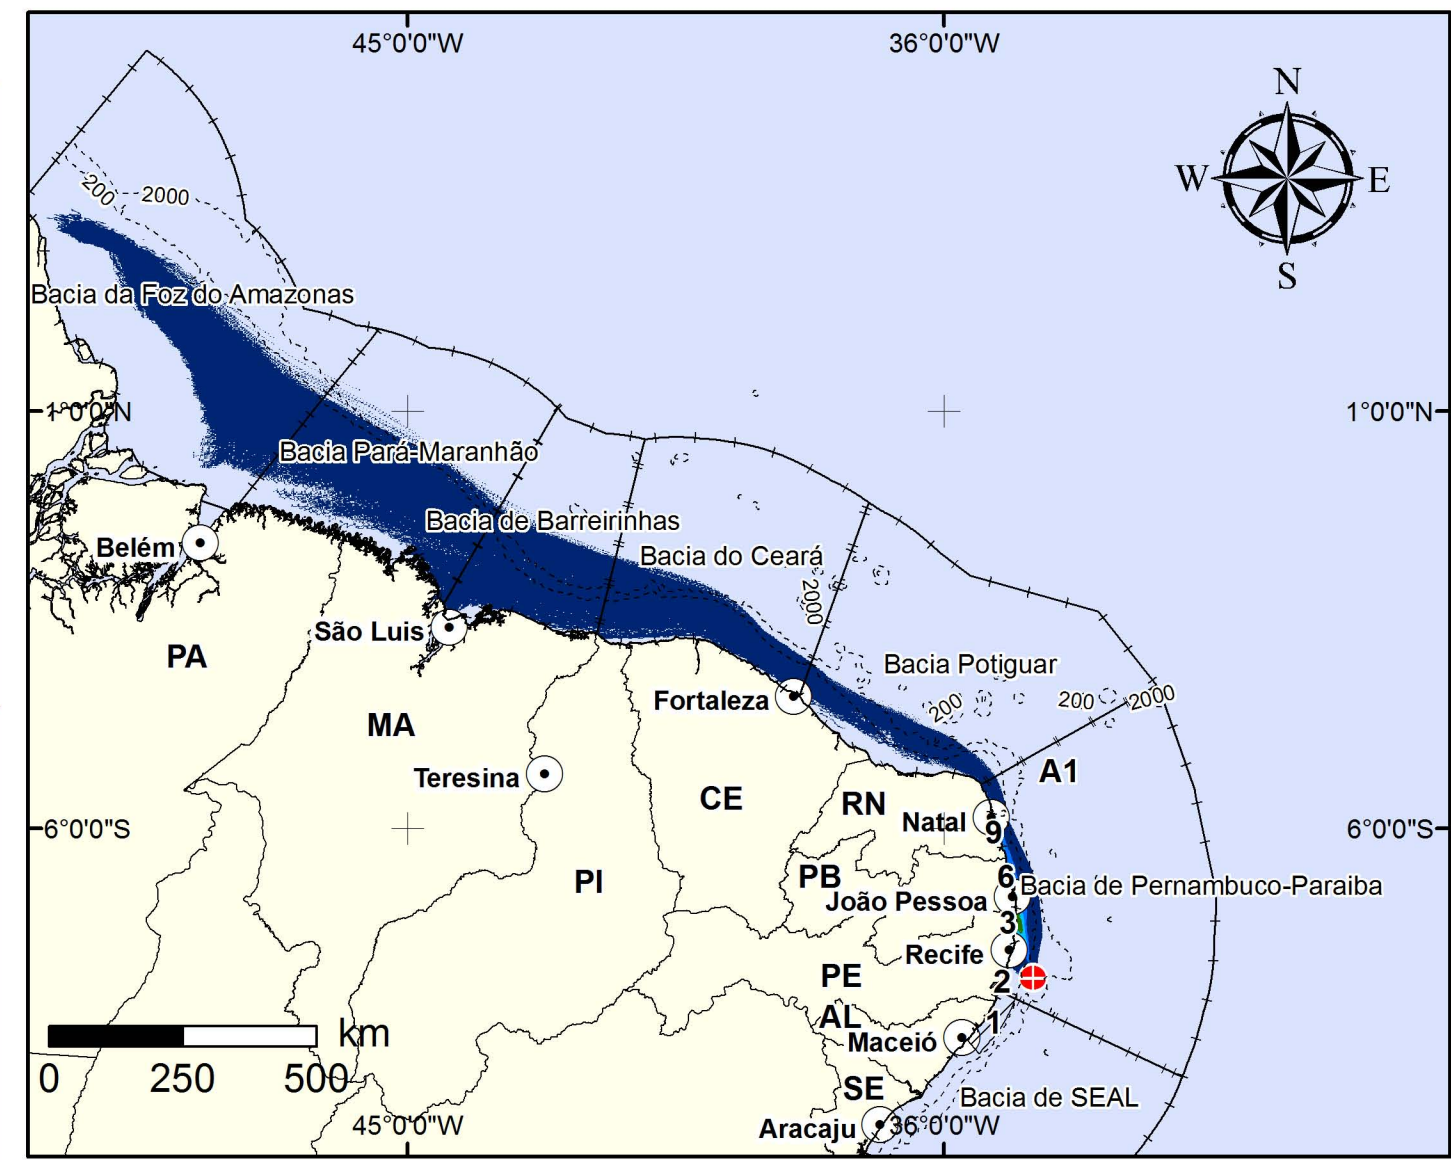 45°0'0"W
36°0'0"W
N
W
E
S
200
2000
Bacia da Foz do Amazonas
1°0'0"N
1°0'0"N
Bacia Pará-Maranhão
Bacia de Barreirinhas
Belém
Bacia do Ceará
2000
São Luis
PA
Bacia Potiguar
Fortaleza
200
200
2000
MA
Teresina
A1
CE
RN
Natal
9
6°0'0"S
6°0'0"S
PI
PB
6
Bacia de Pernambuco-Paraiba
João Pessoa
3
Recife
PE
2
AL
1
Maceió
km
0
250
500
SE
Bacia de SEAL
45°0'0"W
Aracaju
36°0'0"W